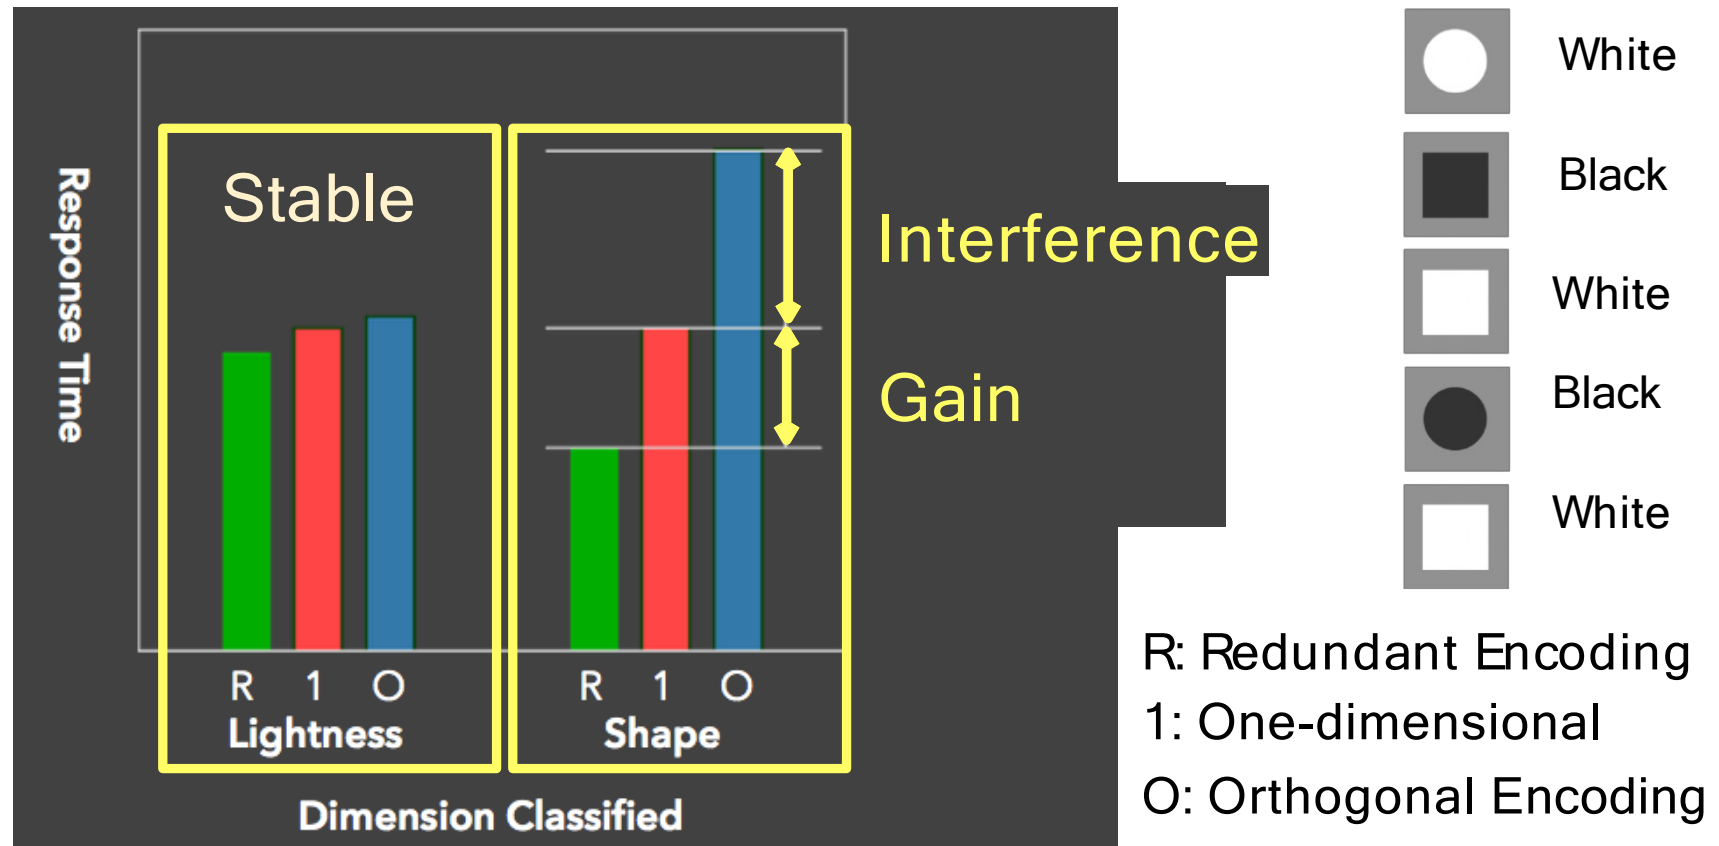 Response Time
Stable
Interference
Gain
R 1 O
Lightness
R 1 O
Shape
Dimension Classified
White
Black
White
Black
White
R: Redundant Encoding
1: One-dimensional
O: Orthogonal Encoding